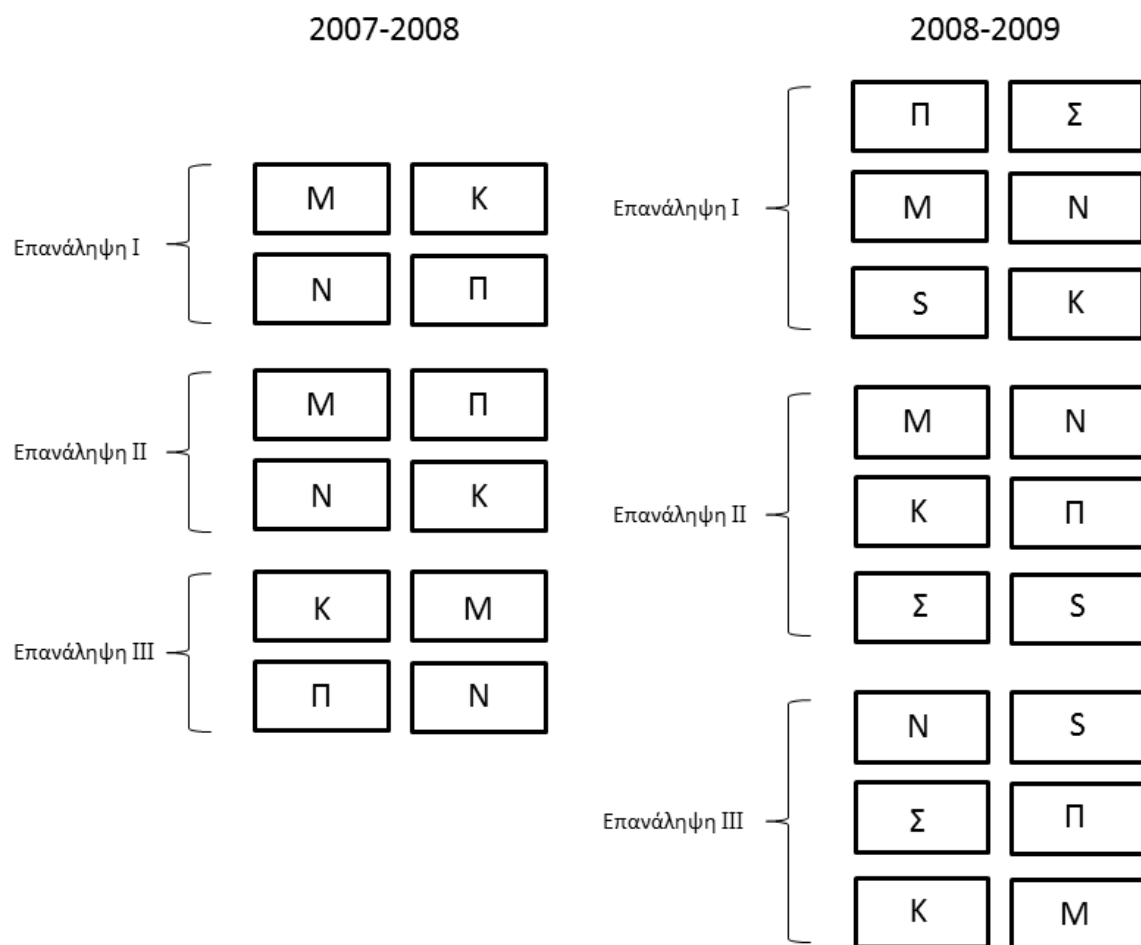 2007-2008
Επανάληψη I
Μ Κ
Ν Π
Επανάληψη II
Μ Π
Ν Κ
Επανάληψη III
Κ Μ
Π Ν
2008-2009
Επανάληψη I
Π Σ
Μ Ν
S Κ
Επανάληψη II
Μ Ν
Κ Π
Σ S
Επανάληψη III
Ν S
Σ Π
Κ Μ